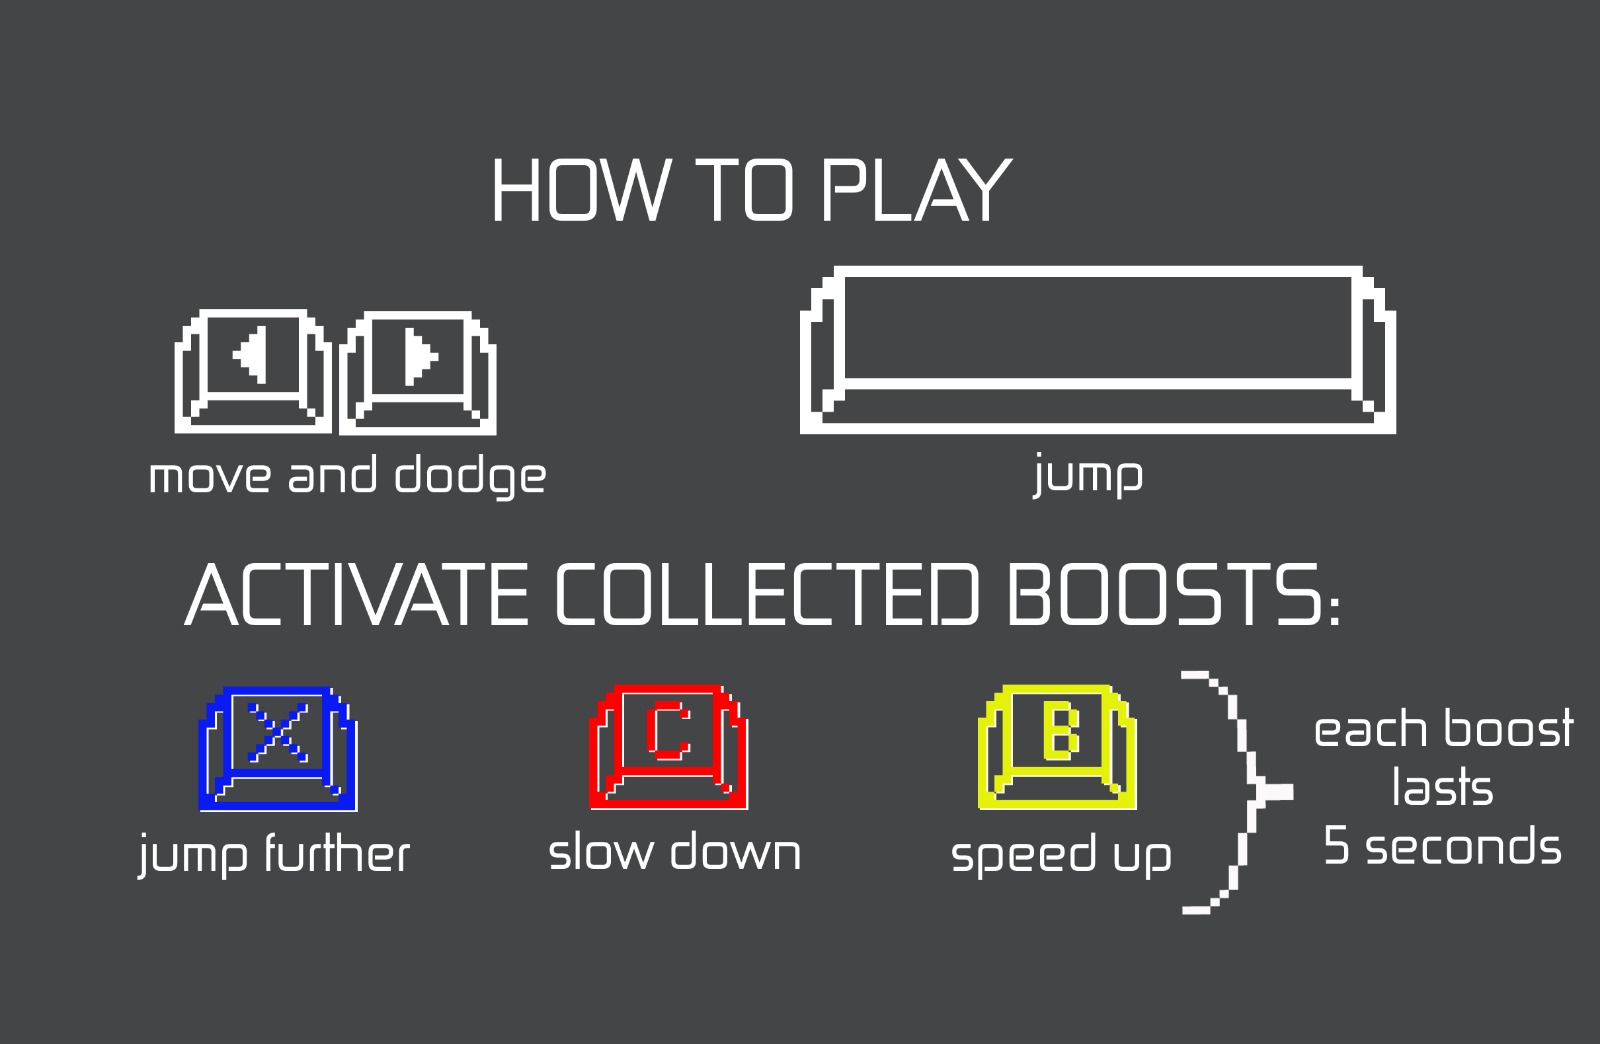 HOW TO PLAY
move and dodge
jump
ACTIVATE COLLECTED BOOSTS:
X
C
B
jump further
slow down
speed up
each boost
lasts
5 seconds